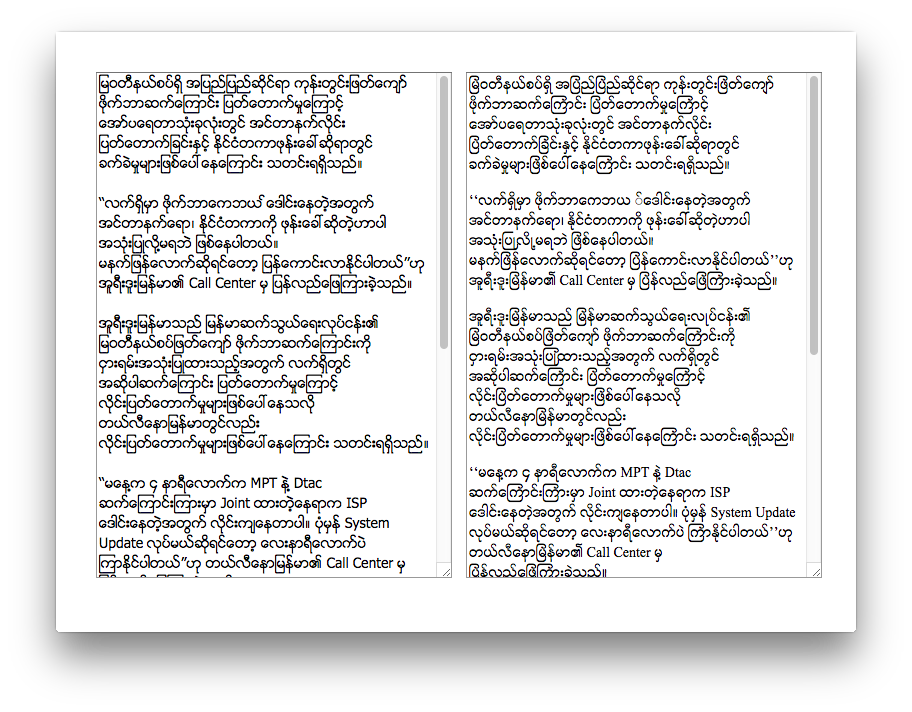 မြဝတီနယ်စပ်ရှိ အပြည်ပြည်ဆိုင်ရာ ကုန်းတွင်းဖြတ်ကျော်
ဖိုက်ဘာဆက်ကြောင်း ပြတ်တောက်မှုကြောင့်
အော်ပရေတာသုံးခုလုံးတွင် အင်တာနက်လိုင်း
ပြတ်တောက်ခြင်းနှင့် နိုင်ငံတကာဖုန်းခေါ်ဆိုရာတွင်
ခက်ခဲမှုများဖြစ်ပေါ်နေကြောင်း သတင်းရရှိသည်။
“လက်ရှိမှာ ဖိုက်ဘာကေဘယ် ဒေါင်းနေတဲ့အတွက်
အင်တာနက်ရော၊ နိုင်ငံတကာကို ဖုန်းခေါ်ဆိုတဲ့ဟာပါ
အသုံးပြုလို့မရဘဲ ဖြစ်နေပါတယ်။
မနက်ဖြန်လောက်ဆိုရင်တော့ ပြန်ကောင်းလာနိုင်ပါတယ်”ဟု
အူရီးဒူးမြန်မာ၏ Call Center မှ ပြန်လည်ဖြေကြားခဲ့သည်။
အူရီးဒူးမြန်မာသည် မြန်မာဆက်သွယ်ရေးလုပ်ငန်း၏
မြဝတီနယ်စပ်ဖြတ်ကျော် ဖိုက်ဘာဆက်ကြောင်းကို
ငှားရမ်းအသုံးပြုထားသည့်အတွက် လက်ရှိတွင်
အဆိုပါဆက်ကြောင်း ပြတ်တောက်မှုကြောင့်
လိုင်းပြတ်တောက်မှုများဖြစ်ပေါ်နေသလို
တယ်လီနောမြန်မာတွင်လည်း
လိုင်းပြတ်တောက်မှုများဖြစ်ပေါ်နေကြောင်း သတင်းရရှိသည်။
“မနေ့က ၄ နာရီလောက်က MPT နဲ့ Dtac
ဆက်ကြောင်းကြားမှာ Joint ထားတဲ့နေရာက ISP
ဒေါင်းနေတဲ့အတွက် လိုင်းကျနေတာပါ။ ပုံမှန် System
Update လုပ်မယ်ဆိုရင်တော့ လေးနာရီလောက်ပဲ
ကြာနိုင်ပါတယ်”ဟု တယ်လီနောမြန်မာ၏ Call Center မှ
မြဝတီနယ်စပ်ရှိ အပြည်ပြည်ဆိုင်ရာ ကုန်းတွင်းဖြတ်ကျော်
ဖိုက်ဘာဆက်ကြောင်း ပြတ်တောက်မှုကြောင့်
အော်ပရေတာသုံးခုလုံးတွင် အင်တာနက်လိုင်း
ပြတ်တောက်ခြင်းနှင့် နိုင်ငံတကာဖုန်းခေါ်ဆိုရာတွင်
ခက်ခဲမှုများဖြစ်ပေါ်နေကြောင်း သတင်းရရှိသည်။
‘‘လက်ရှိမှာ ဖိုက်ဘာကေဘယ ်ဒေါင်းနေတဲ့အတွက်
အင်တာနက်ရော၊ နိုင်ငံတကာကို ဖုန်းခေါ်ဆိုတဲ့ဟာပါ
အသုံးပြုလို့မရဘဲ ဖြစ်နေပါတယ်။
မနက်ဖြန်လောက်ဆိုရင်တော့ ပြန်ကောင်းလာနိုင်ပါတယ်’’ဟု
အူရီးဒူးမြန်မာ၏ Call Center မှ ပြန်လည်ဖြေကြားခဲ့သည်။
အူရီးဒူးမြန်မာသည် မြန်မာဆက်သွယ်ရေးလုပ်ငန်း၏
မြဝတီနယ်စပ်ဖြတ်ကျော် ဖိုက်ဘာဆက်ကြောင်းကို
ငှားရမ်းအသုံးပြုထားသည့်အတွက် လက်ရှိတွင်
အဆိုပါဆက်ကြောင်း ပြတ်တောက်မှုကြောင့်
လိုင်းပြတ်တောက်မှုများဖြစ်ပေါ်နေသလို
တယ်လီနောမြန်မာတွင်လည်း
လိုင်းပြတ်တောက်မှုများဖြစ်ပေါ်နေကြောင်း သတင်းရရှိသည်။
‘‘မနေ့က ၄ နာရီလောက်က MPT နဲ့ Dtac
ဆက်ကြောင်းကြားမှာ Joint ထားတဲ့နေရာက ISP
ဒေါင်းနေတဲ့အတွက် လိုင်းကျနေတာပါ။ ပုံမှန် System Update
လုပ်မယ်ဆိုရင်တော့ လေးနာရီလောက်ပဲ ကြာနိုင်ပါတယ်’’ဟု
တယ်လီနောမြန်မာ၏ Call Center မှ
ပြန်လည်ဖြေကြားခဲ့သည်။